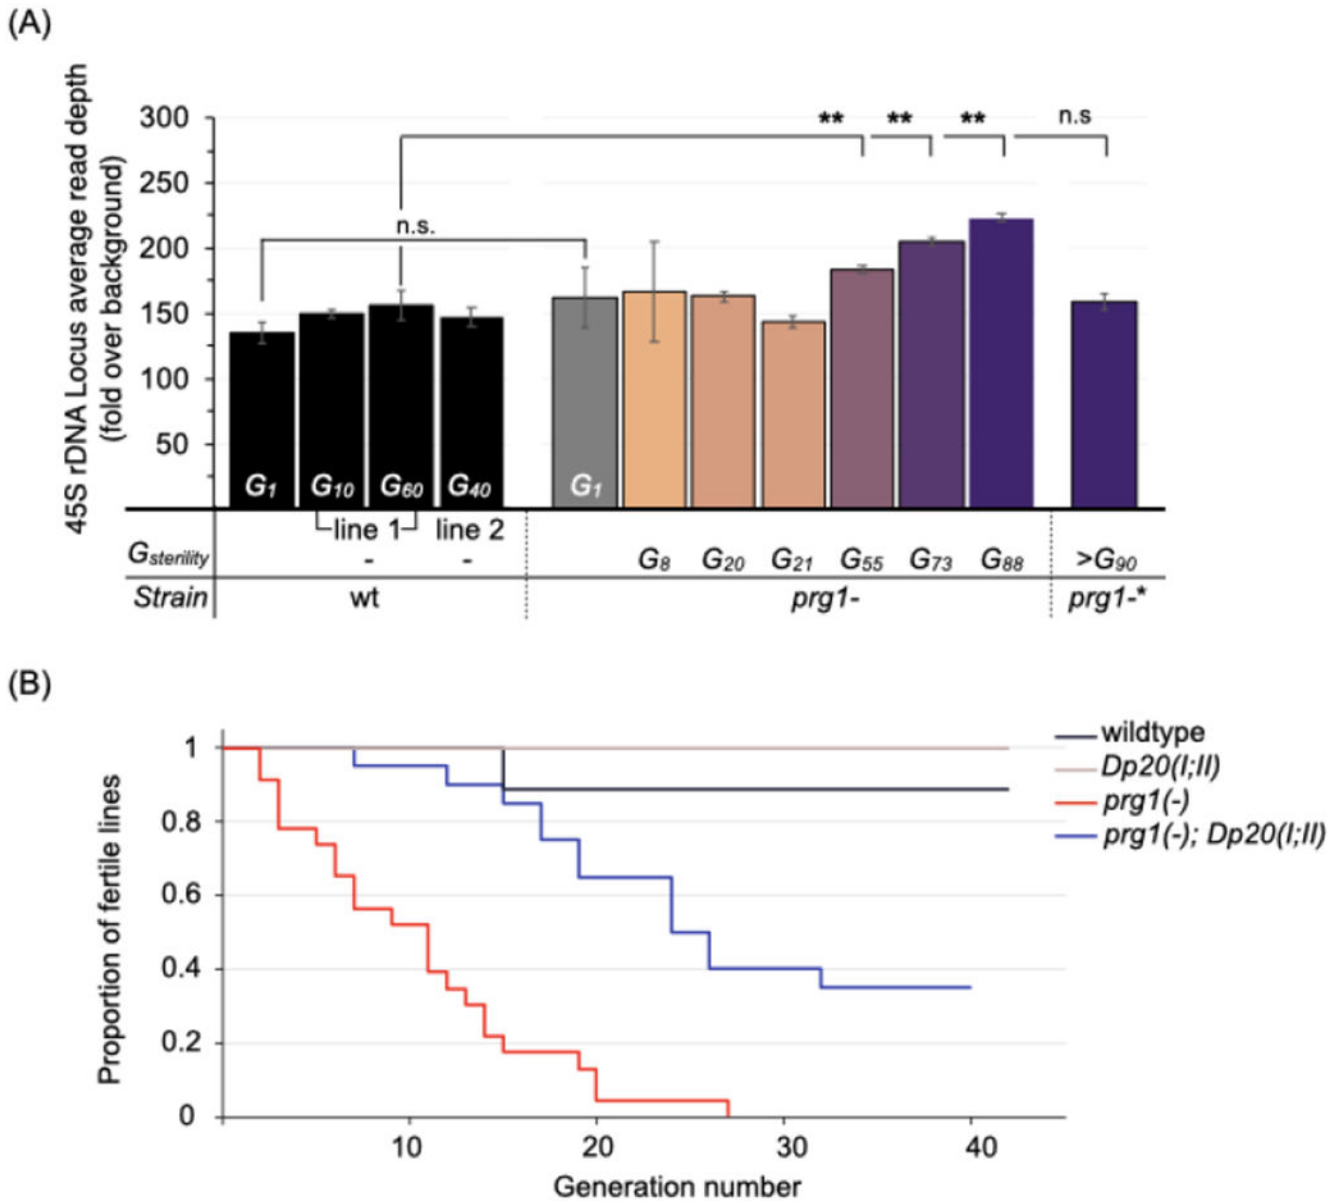 (A)
45S rDNA Locus average read depth
(fold over background)
300
250
200
150
100
50
** ** ** n.s
n.s.
G1 G10 G60 G40 G1
line 1 line 2
Gsterility - - G8 G20 G21 G55 G73 G88 >G90
Strain wt prg1- prg1-*
(B)
Proportion of fertile lines
1
0.8
0.6
0.4
0.2
0
10 20 30 40
Generation number
wildtype
Dp20(I;II)
prg1(-)
prg1(-); Dp20(I;II)